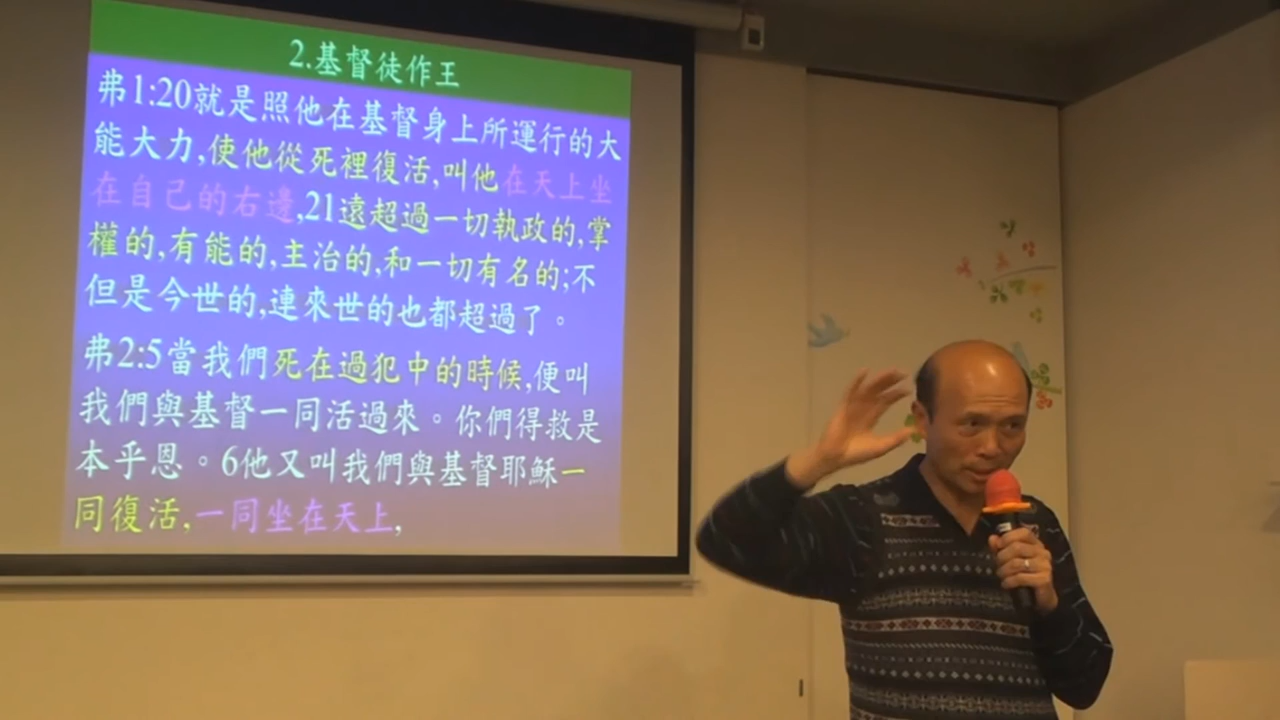 2.基督徒作王
弗1:20就是照他在基督身上所運行的大
能大力,使他從死裡復活,叫他在天上坐
在自己的右邊,21遠超過一切執政的,掌
權的,有能的,主治的,和一切有名的;不
但是今世的,連來世的也都超過了。
弗2:5當我們死在過犯中的時候,便叫
我們與基督一同活過來。你們得救是
本乎恩。6他又叫我們與基督耶穌一
同復活,一同坐在天上,